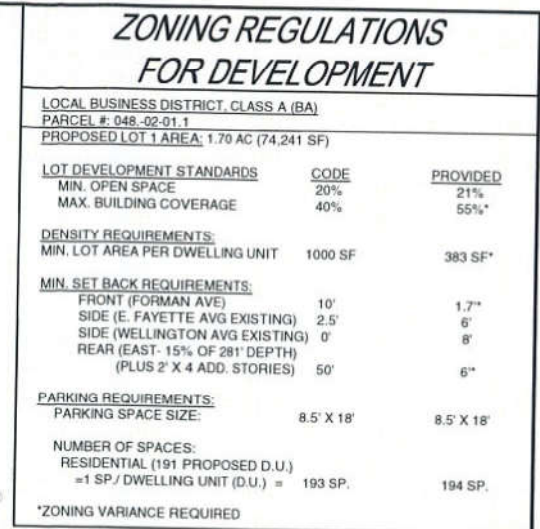 ZONING REGULATIONS
FOR DEVELOPMENT
LOCAL BUSINESS DISTRICT, CLASS A (BA)
PARCEL #: 048.-02-01.1
PROPOSED LOT 1 AREA: 1.70 AC (74,241 SF)
LOT DEVELOPMENT STANDARDS CODE PROVIDED
MIN. OPEN SPACE 20% 21%
MAX. BUILDING COVERAGE 40% 55%*
DENSITY REQUIREMENTS:
MIN. LOT AREA PER DWELLING UNIT 1000 SF 383 SF*
MIN. SET BACK REQUIREMENTS:
FRONT (FORMAN AVE) 10' 1.7'*
SIDE (E. FAYETTE AVG EXISTING) 2.5' 6'
SIDE (WELLINGTON AVG EXISTING) 0' 8'
REAR (EAST- 15% OF 281' DEPTH)
(PLUS 2' X 4 ADD. STORIES) 50' 6'*
PARKING REQUIREMENTS:
PARKING SPACE SIZE: 8.5' X 18' 8.5' X 18'
NUMBER OF SPACES:
RESIDENTIAL (191 PROPOSED D.U.)
=1 SP./ DWELLING UNIT (D.U.) = 193 SP. 194 SP.
*ZONING VARIANCE REQUIRED